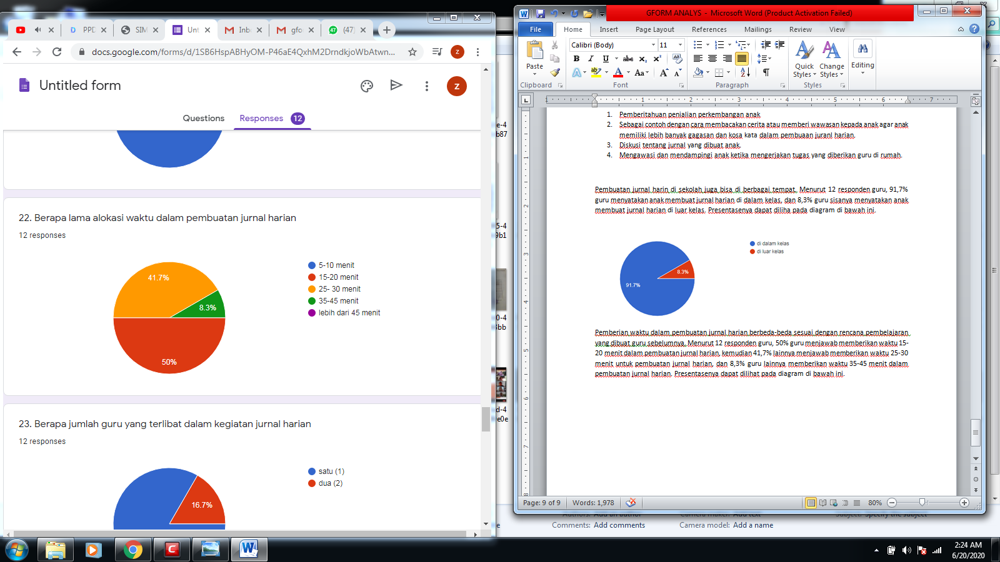 PPD
SIM
Unt
Inb
gfo
(47)
docs.google.com/forms/d/1SB6HspABHyOM-P46aE4QxhM2DrndkjoWbAtwn...
z
Untitled form
z
Questions
Responses 12
22. Berapa lama alokasi waktu dalam pembuatan jurnal harian
12 responses
41.7%
8.3%
50%
5-10 menit
15-20 menit
25- 30 menit
35-45 menit
lebih dari 45 menit
23. Berapa jumlah guru yang terlibat dalam kegiatan jurnal harian
12 responses
16.7%
satu (1)
dua (2)
e-4
b87
5-4
9b1
0-4
bb
d-4
e0e
GFORM ANALYS - Microsoft Word (Product Activation Failed)
File Home Insert Page Layout References Mailings Review View
Calibri (Body) 11
Paste
Quick Styles
Change Styles
Editing
Clipboard Font Paragraph Styles
1. Pemberitahuan penialian perkembangan anak
2. Sebagai contoh dengan cara membacakan cerita atau memberi wawasan kepada anak agar anak
memiliki lebih banyak gagasan dan kosa kata dalam pembuaan juranl harian.
3. Diskusi tentang jurnal yang dibuat anak.
4. Mengawasi dan mendampingi anak ketika mengerjakan tugas yang diberikan guru di rumah.
Pembuatan jurnal harin di sekolah juga bisa di berbagai tempat. Menurut 12 responden guru, 91,7%
guru menyatakan anak membuat jurnal harian di dalam kelas, dan 8,3% guru sisanya menyatakan anak
membuat jurnal harian di luar kelas. Presentasenya dapat diliha pada diagram di bawah ini.
di dalam kelas
di luar kelas
8.3%
91.7%
Pemberian waktu dalam pembuatan jurnal harian berbeda-beda sesuai dengan rencana pembelajaran
yang dibuat guru sebelumnya. Menurut 12 responden guru, 50% guru menjawab memberikan waktu 15-
20 menit dalam pembuatan jurnal harian, kemudian 41,7% lainnya menjawab memberikan waktu 25-30
menit untuk pembuatan jurnal harian, dan 8,3% guru lainnya memberikan waktu 35-45 menit dalam
pembuatan jurnal harian. Presentasenya dapat dilihat pada diagram di bawah ini.
Page: 9 of 9 Words: 1,978 80%
Authors: Add an author Camera maker: Add text Subject: Specify the subject
Comments: Add comments Camera model: Add a name
2:24 AM
6/20/2020